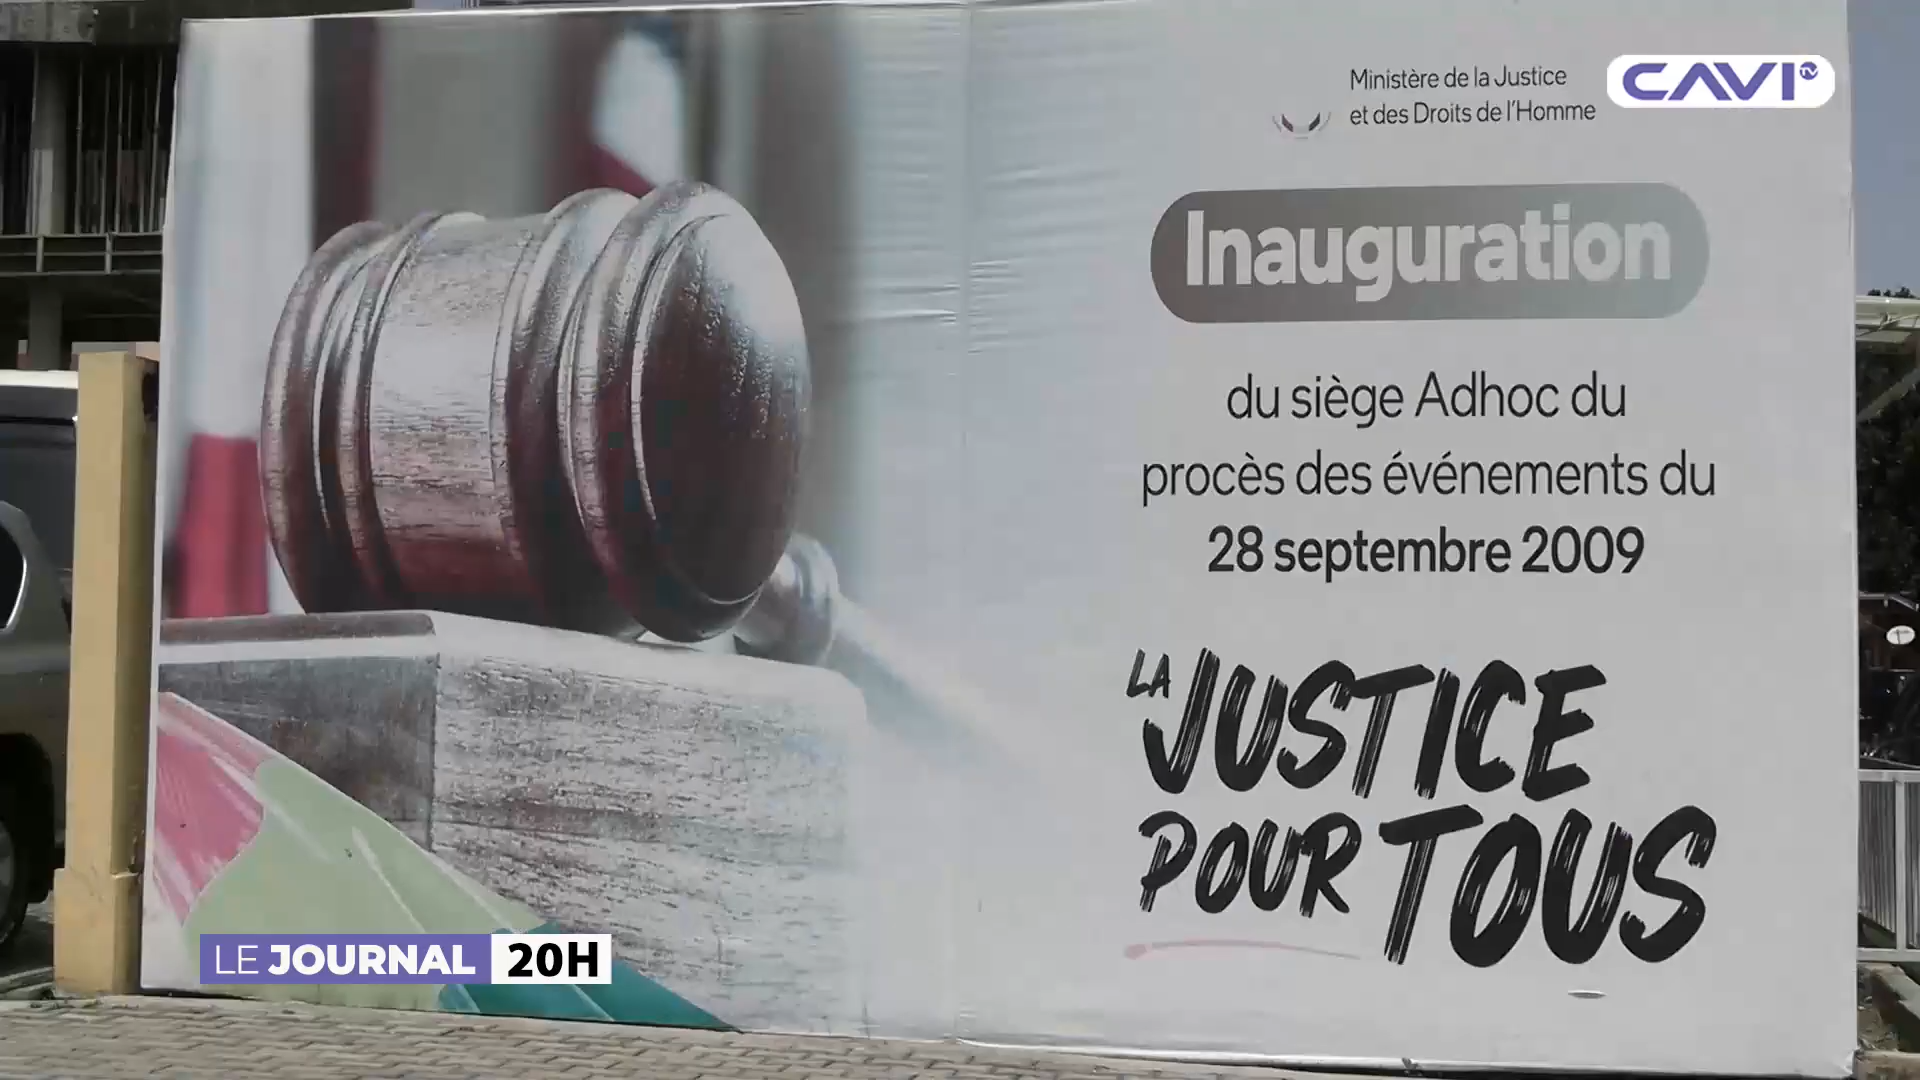 Ministère de la Justice
et des Droits de l'Homme
CAVI TV
Inauguration
du siège Adhoc du
procès des événements du
28 septembre 2009
LA JUSTICE
POUR TOUS
LE JOURNAL 20H